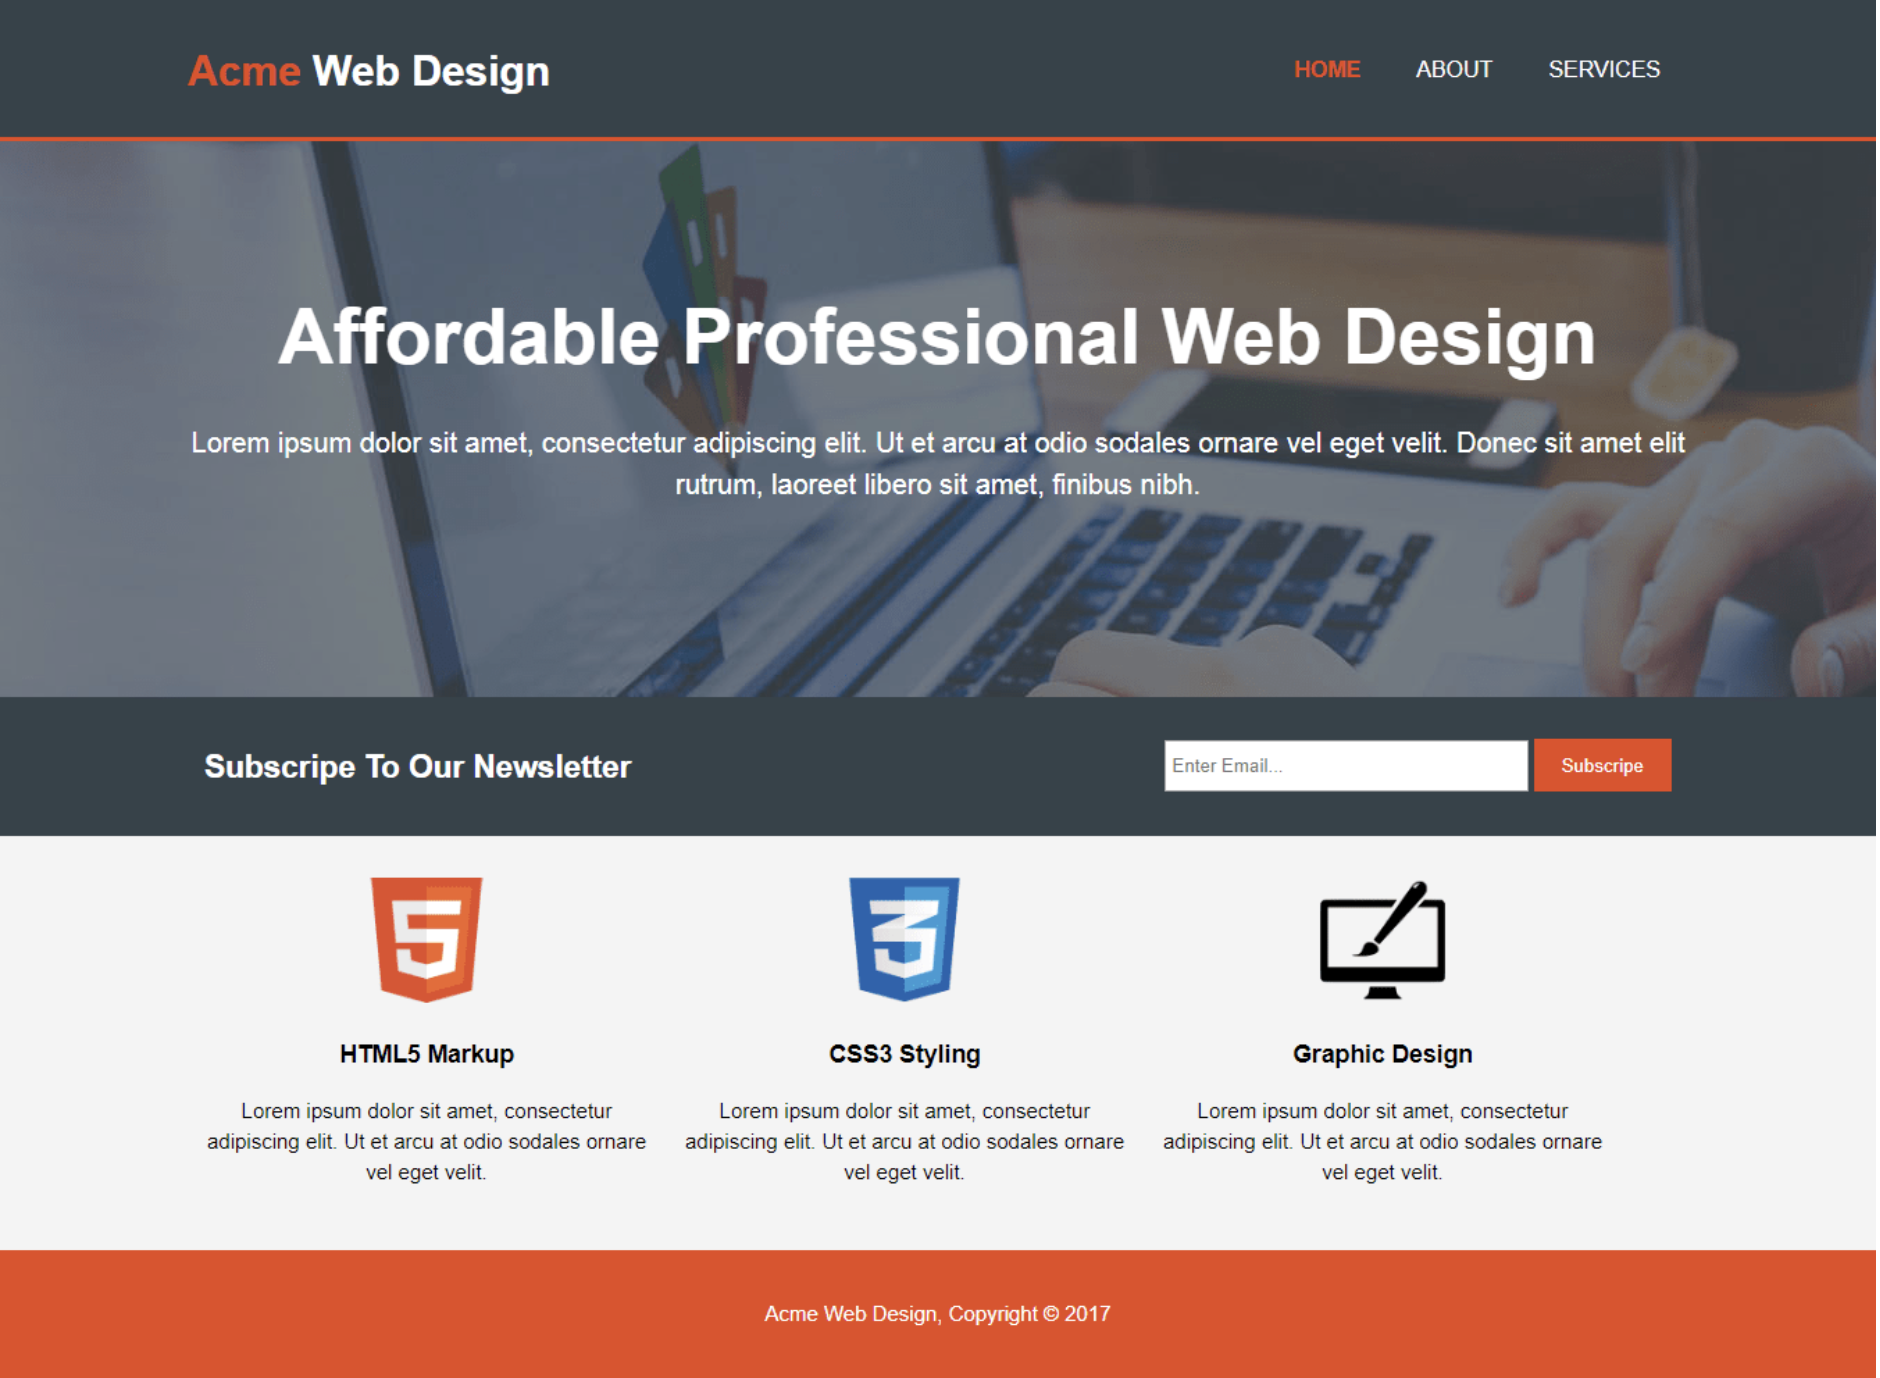 Acme Web Design
HOME ABOUT SERVICES
Affordable Professional Web Design
Lorem ipsum dolor sit amet, consectetur adipiscing elit. Ut et arcu at odio sodales ornare vel eget velit. Donec sit amet elit
rutrum, laoreet libero sit amet, finibus nibh.
Subscripe To Our Newsletter
Enter Email...
Subscripe
5
3
HTML5 Markup
Lorem ipsum dolor sit amet, consectetur
adipiscing elit. Ut et arcu at odio sodales ornare
vel eget velit.
CSS3 Styling
Lorem ipsum dolor sit amet, consectetur
adipiscing elit. Ut et arcu at odio sodales ornare
vel eget velit.
Graphic Design
Lorem ipsum dolor sit amet, consectetur
adipiscing elit. Ut et arcu at odio sodales ornare
vel eget velit.
Acme Web Design, Copyright © 2017